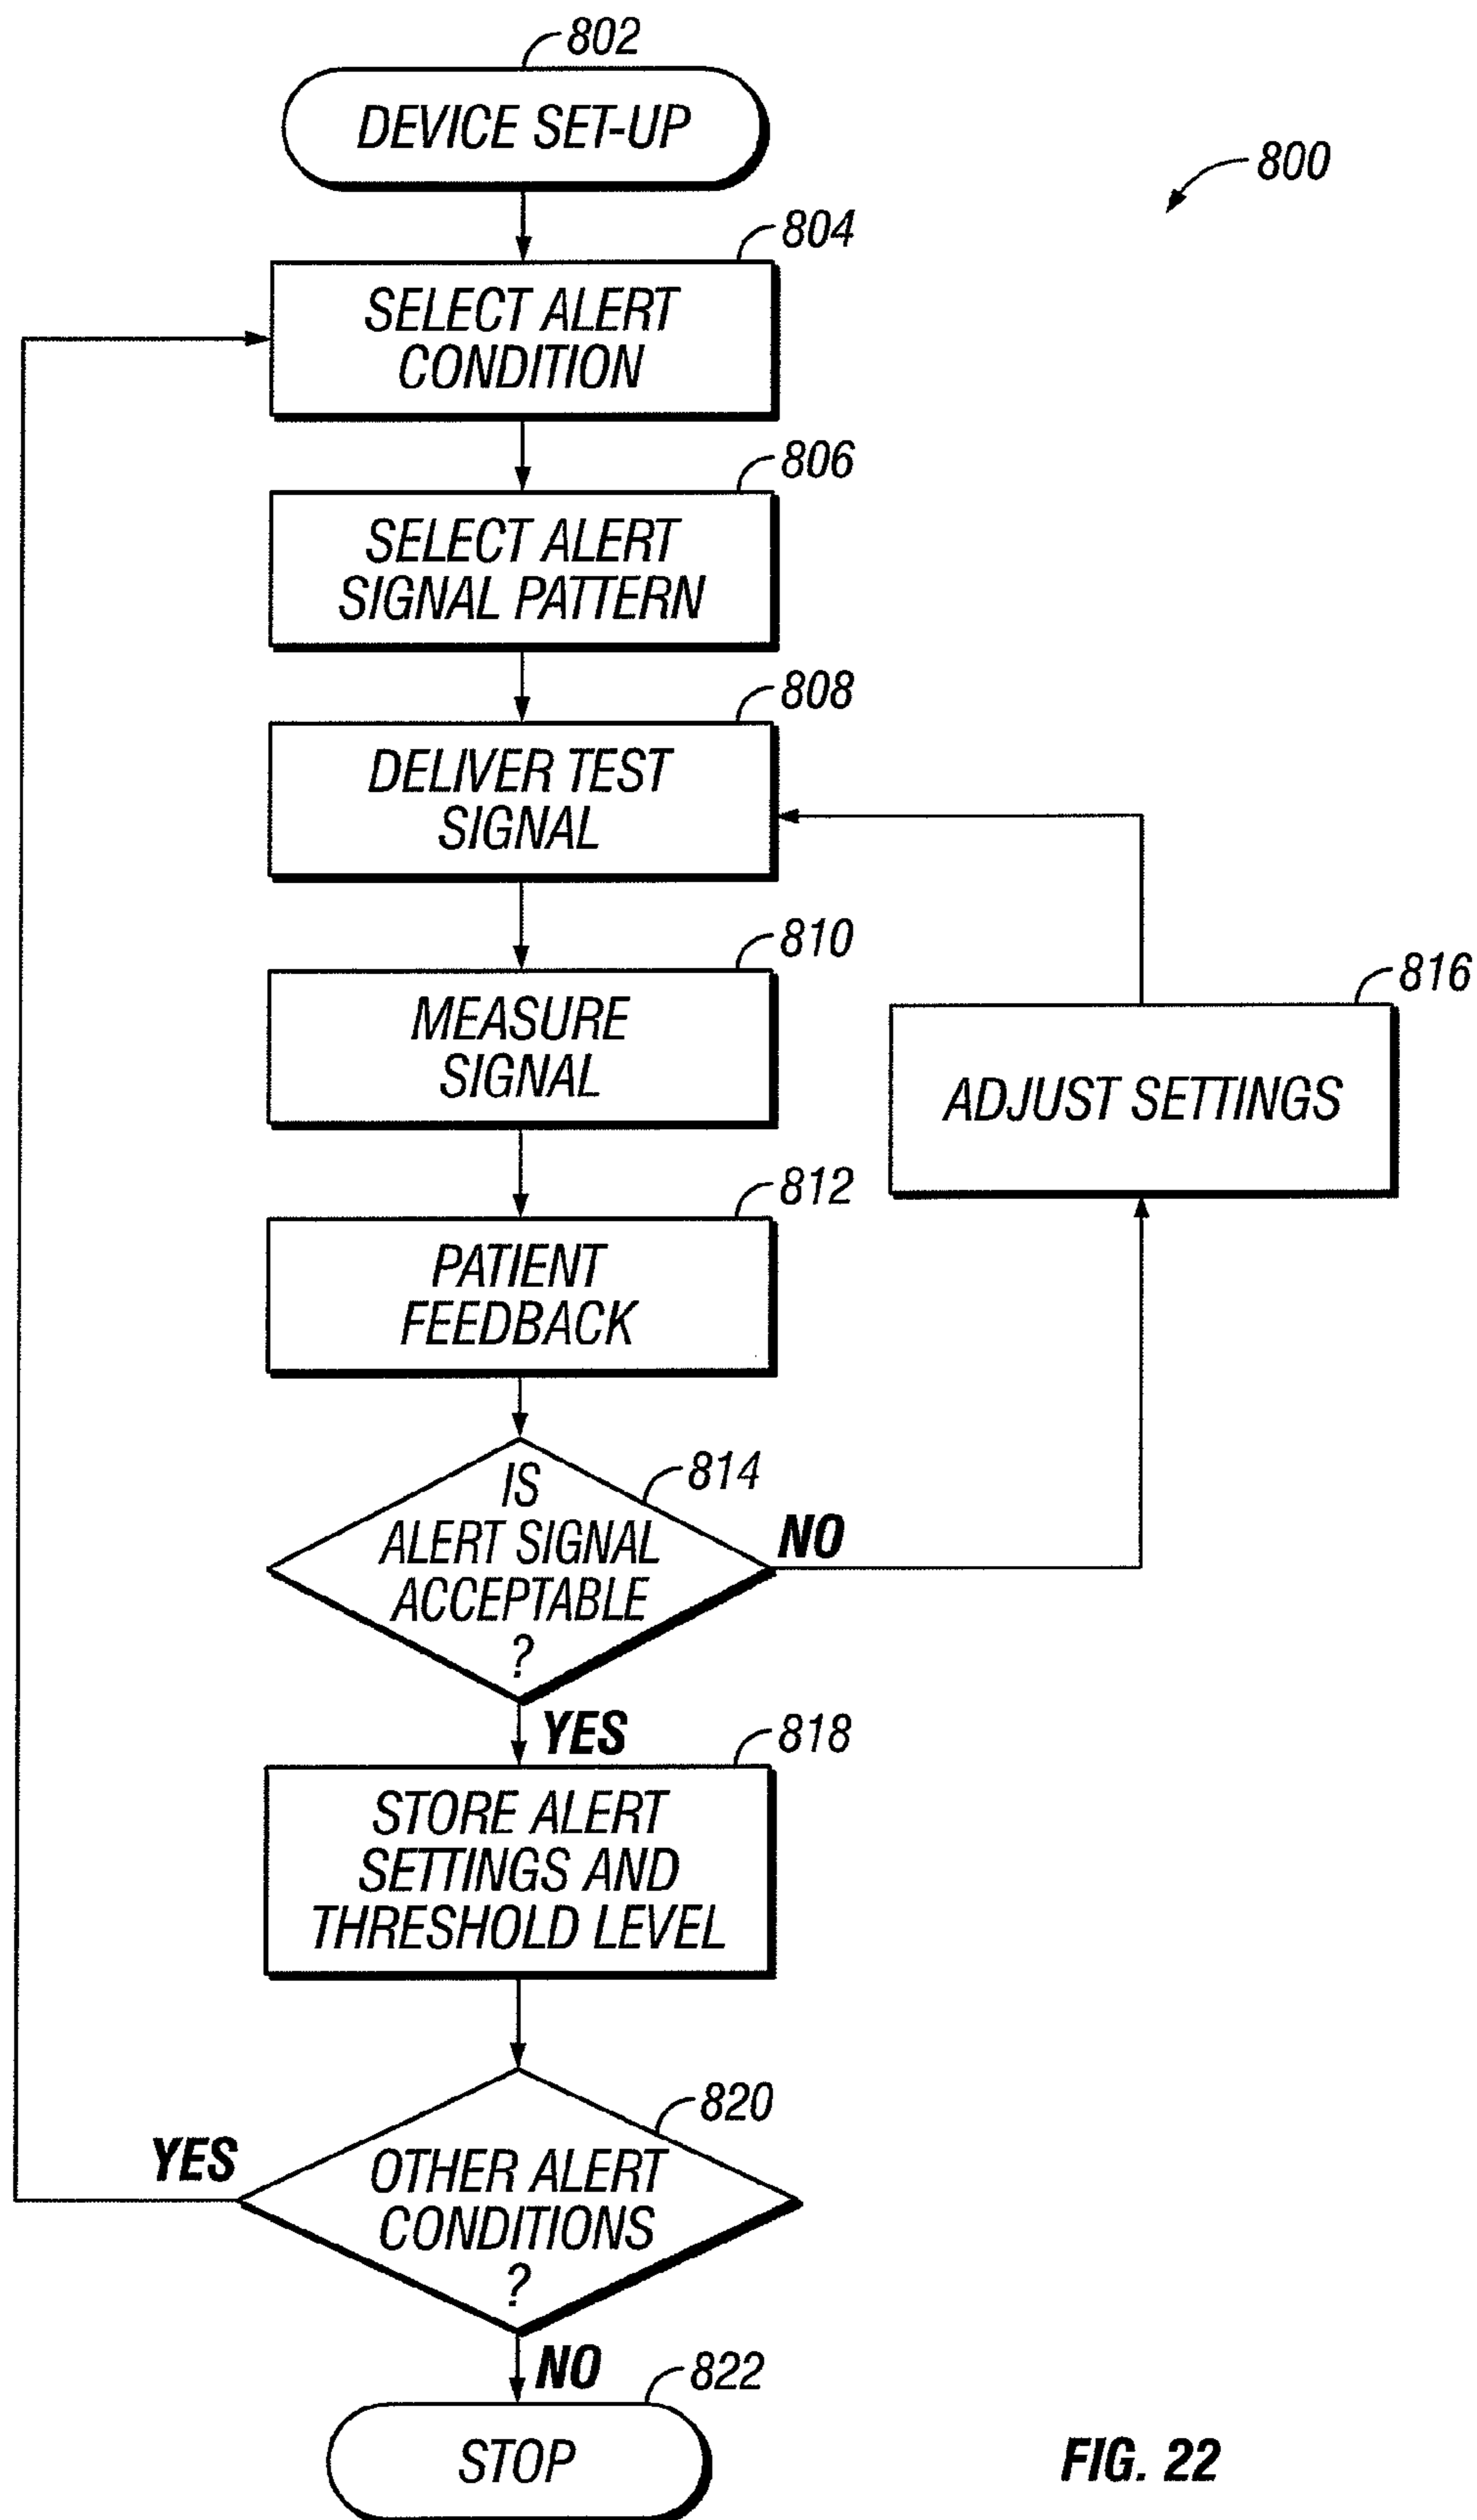 802
DEVICE SET-UP
800
804
SELECT ALERT
CONDITION
806
SELECT ALERT
SIGNAL PATTERN
808
DELIVER TEST
SIGNAL
810
MEASURE
SIGNAL
816
ADJUST SETTINGS
812
PATIENT
FEEDBACK
814
IS
ALERT SIGNAL
ACCEPTABLE
?
NO
YES
818
STORE ALERT
SETTINGS AND
THRESHOLD LEVEL
820
YES
OTHER ALERT
CONDITIONS
?
NO
822
STOP
FIG. 22